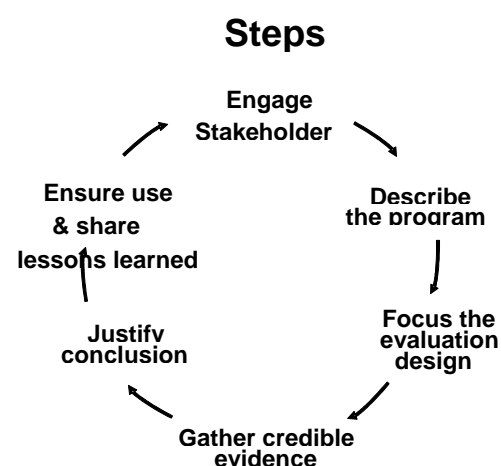 Steps
Engage
Stakeholder
Describe
the program
Focus the
evaluation
design
Gather credible
evidence
Justify
conclusion
Ensure use
& share
lessons learned